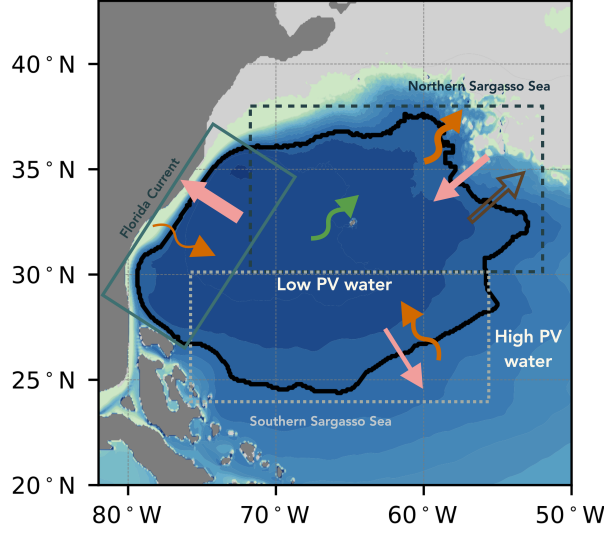 40°N
Northern Sargasso Sea
35°N
Florida Current
30°N
Low PV water
High PV
water
25°N
Southern Sargasso Sea
20°N
80°W
70°W
60°W
50°W